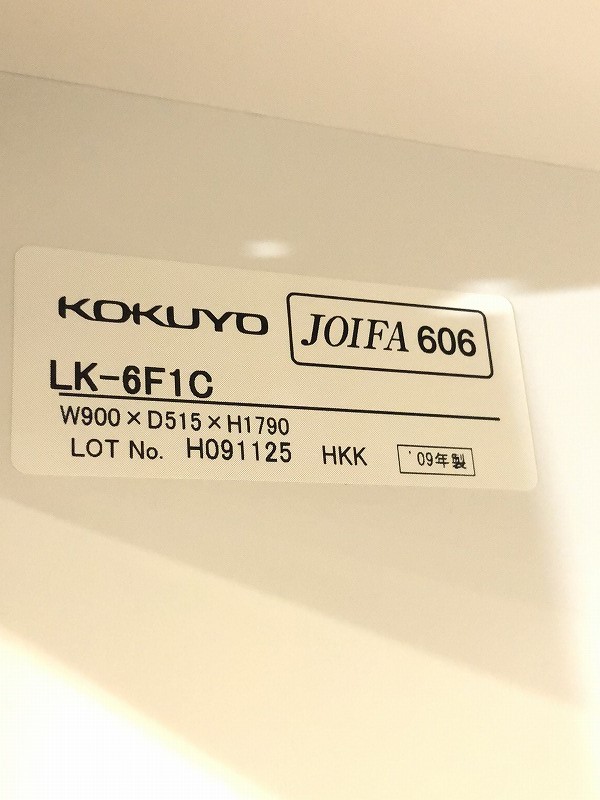 KOKUYO JOIFA 606
LK-6F1C
W900×D515×H1790
LOT No. H091125 HKK '09年製